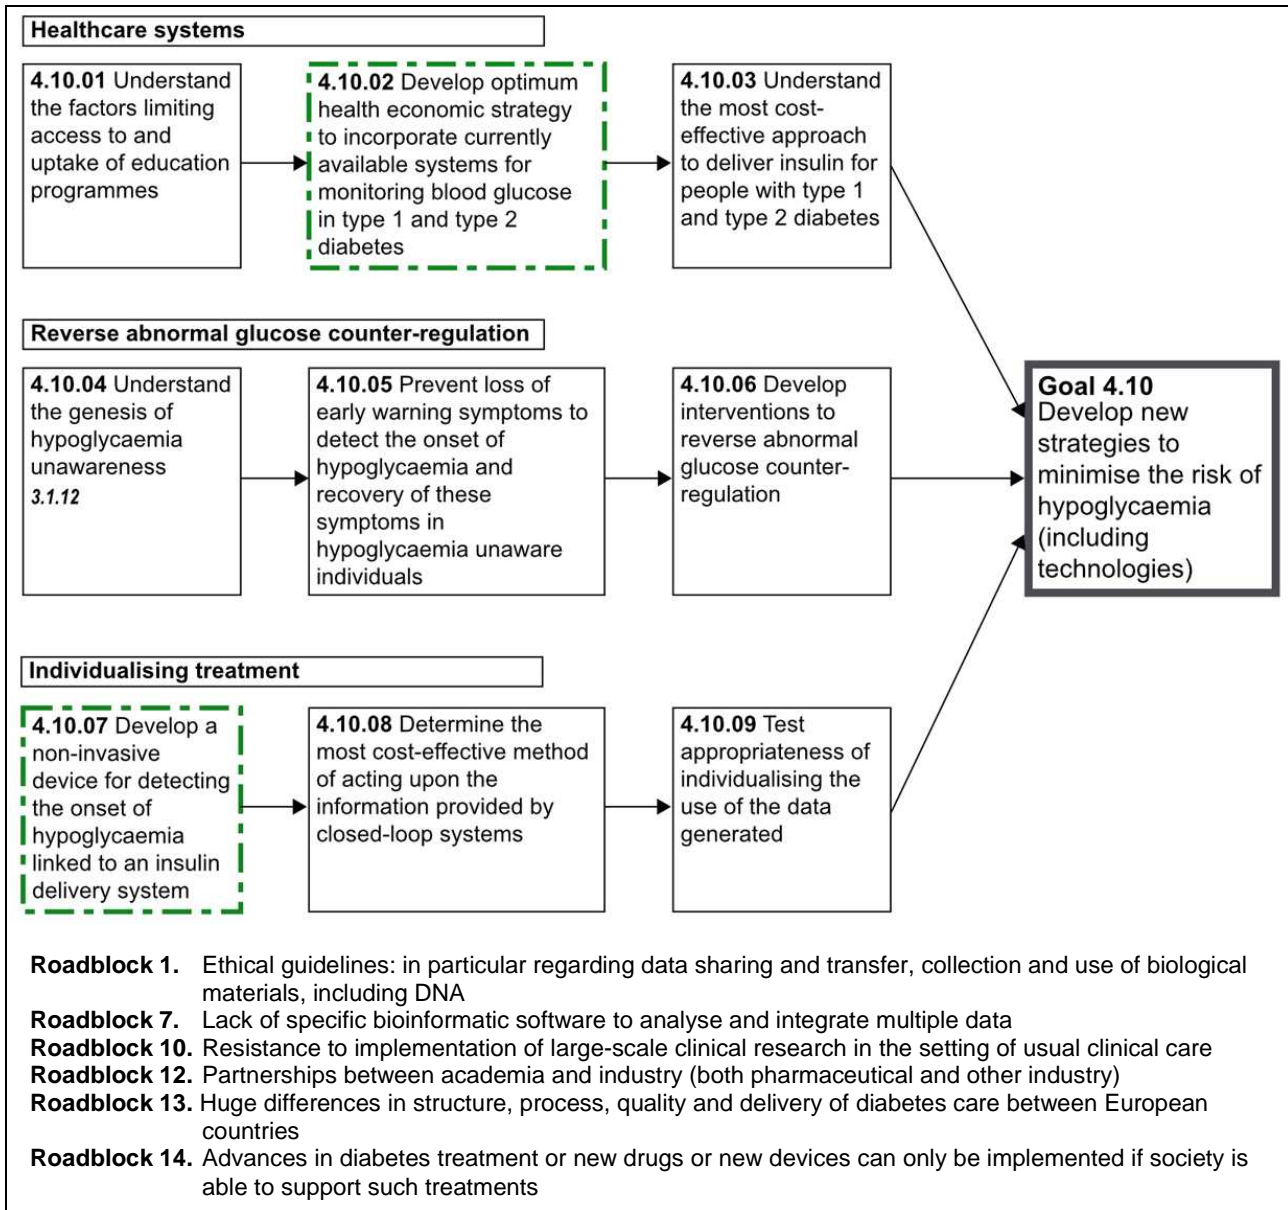 Healthcare systems
4.10.01 Understand
the factors limiting
access to and
uptake of education
programmes
4.10.02 Develop optimum
health economic strategy
to incorporate currently
available systems for
monitoring blood glucose
in type 1 and type 2
diabetes
4.10.03 Understand
the most cost-
effective approach
to deliver insulin for
people with type 1
and type 2 diabetes
Reverse abnormal glucose counter-regulation
4.10.04 Understand
the genesis of
hypoglycaemia
unawareness
3.1.12
4.10.05 Prevent loss of
early warning symptoms to
detect the onset of
hypoglycaemia and
recovery of these
symptoms in
hypoglycaemia unaware
individuals
4.10.06 Develop
interventions to
reverse abnormal
glucose counter-
regulation
Goal 4.10
Develop new
strategies to
minimise the risk of
hypoglycaemia
(including
technologies)
Individualising treatment
4.10.07 Develop a
non-invasive
device for detecting
the onset of
hypoglycaemia
linked to an insulin
delivery system
4.10.08 Determine the
most cost-effective method
of acting upon the
information provided by
closed-loop systems
4.10.09 Test
appropriateness of
individualising the
use of the data
generated
Roadblock 1. Ethical guidelines: in particular regarding data sharing and transfer, collection and use of biological
materials, including DNA
Roadblock 7. Lack of specific bioinformatic software to analyse and integrate multiple data
Roadblock 10. Resistance to implementation of large-scale clinical research in the setting of usual clinical care
Roadblock 12. Partnerships between academia and industry (both pharmaceutical and other industry)
Roadblock 13. Huge differences in structure, process, quality and delivery of diabetes care between European
countries
Roadblock 14. Advances in diabetes treatment or new drugs or new devices can only be implemented if society is
able to support such treatments